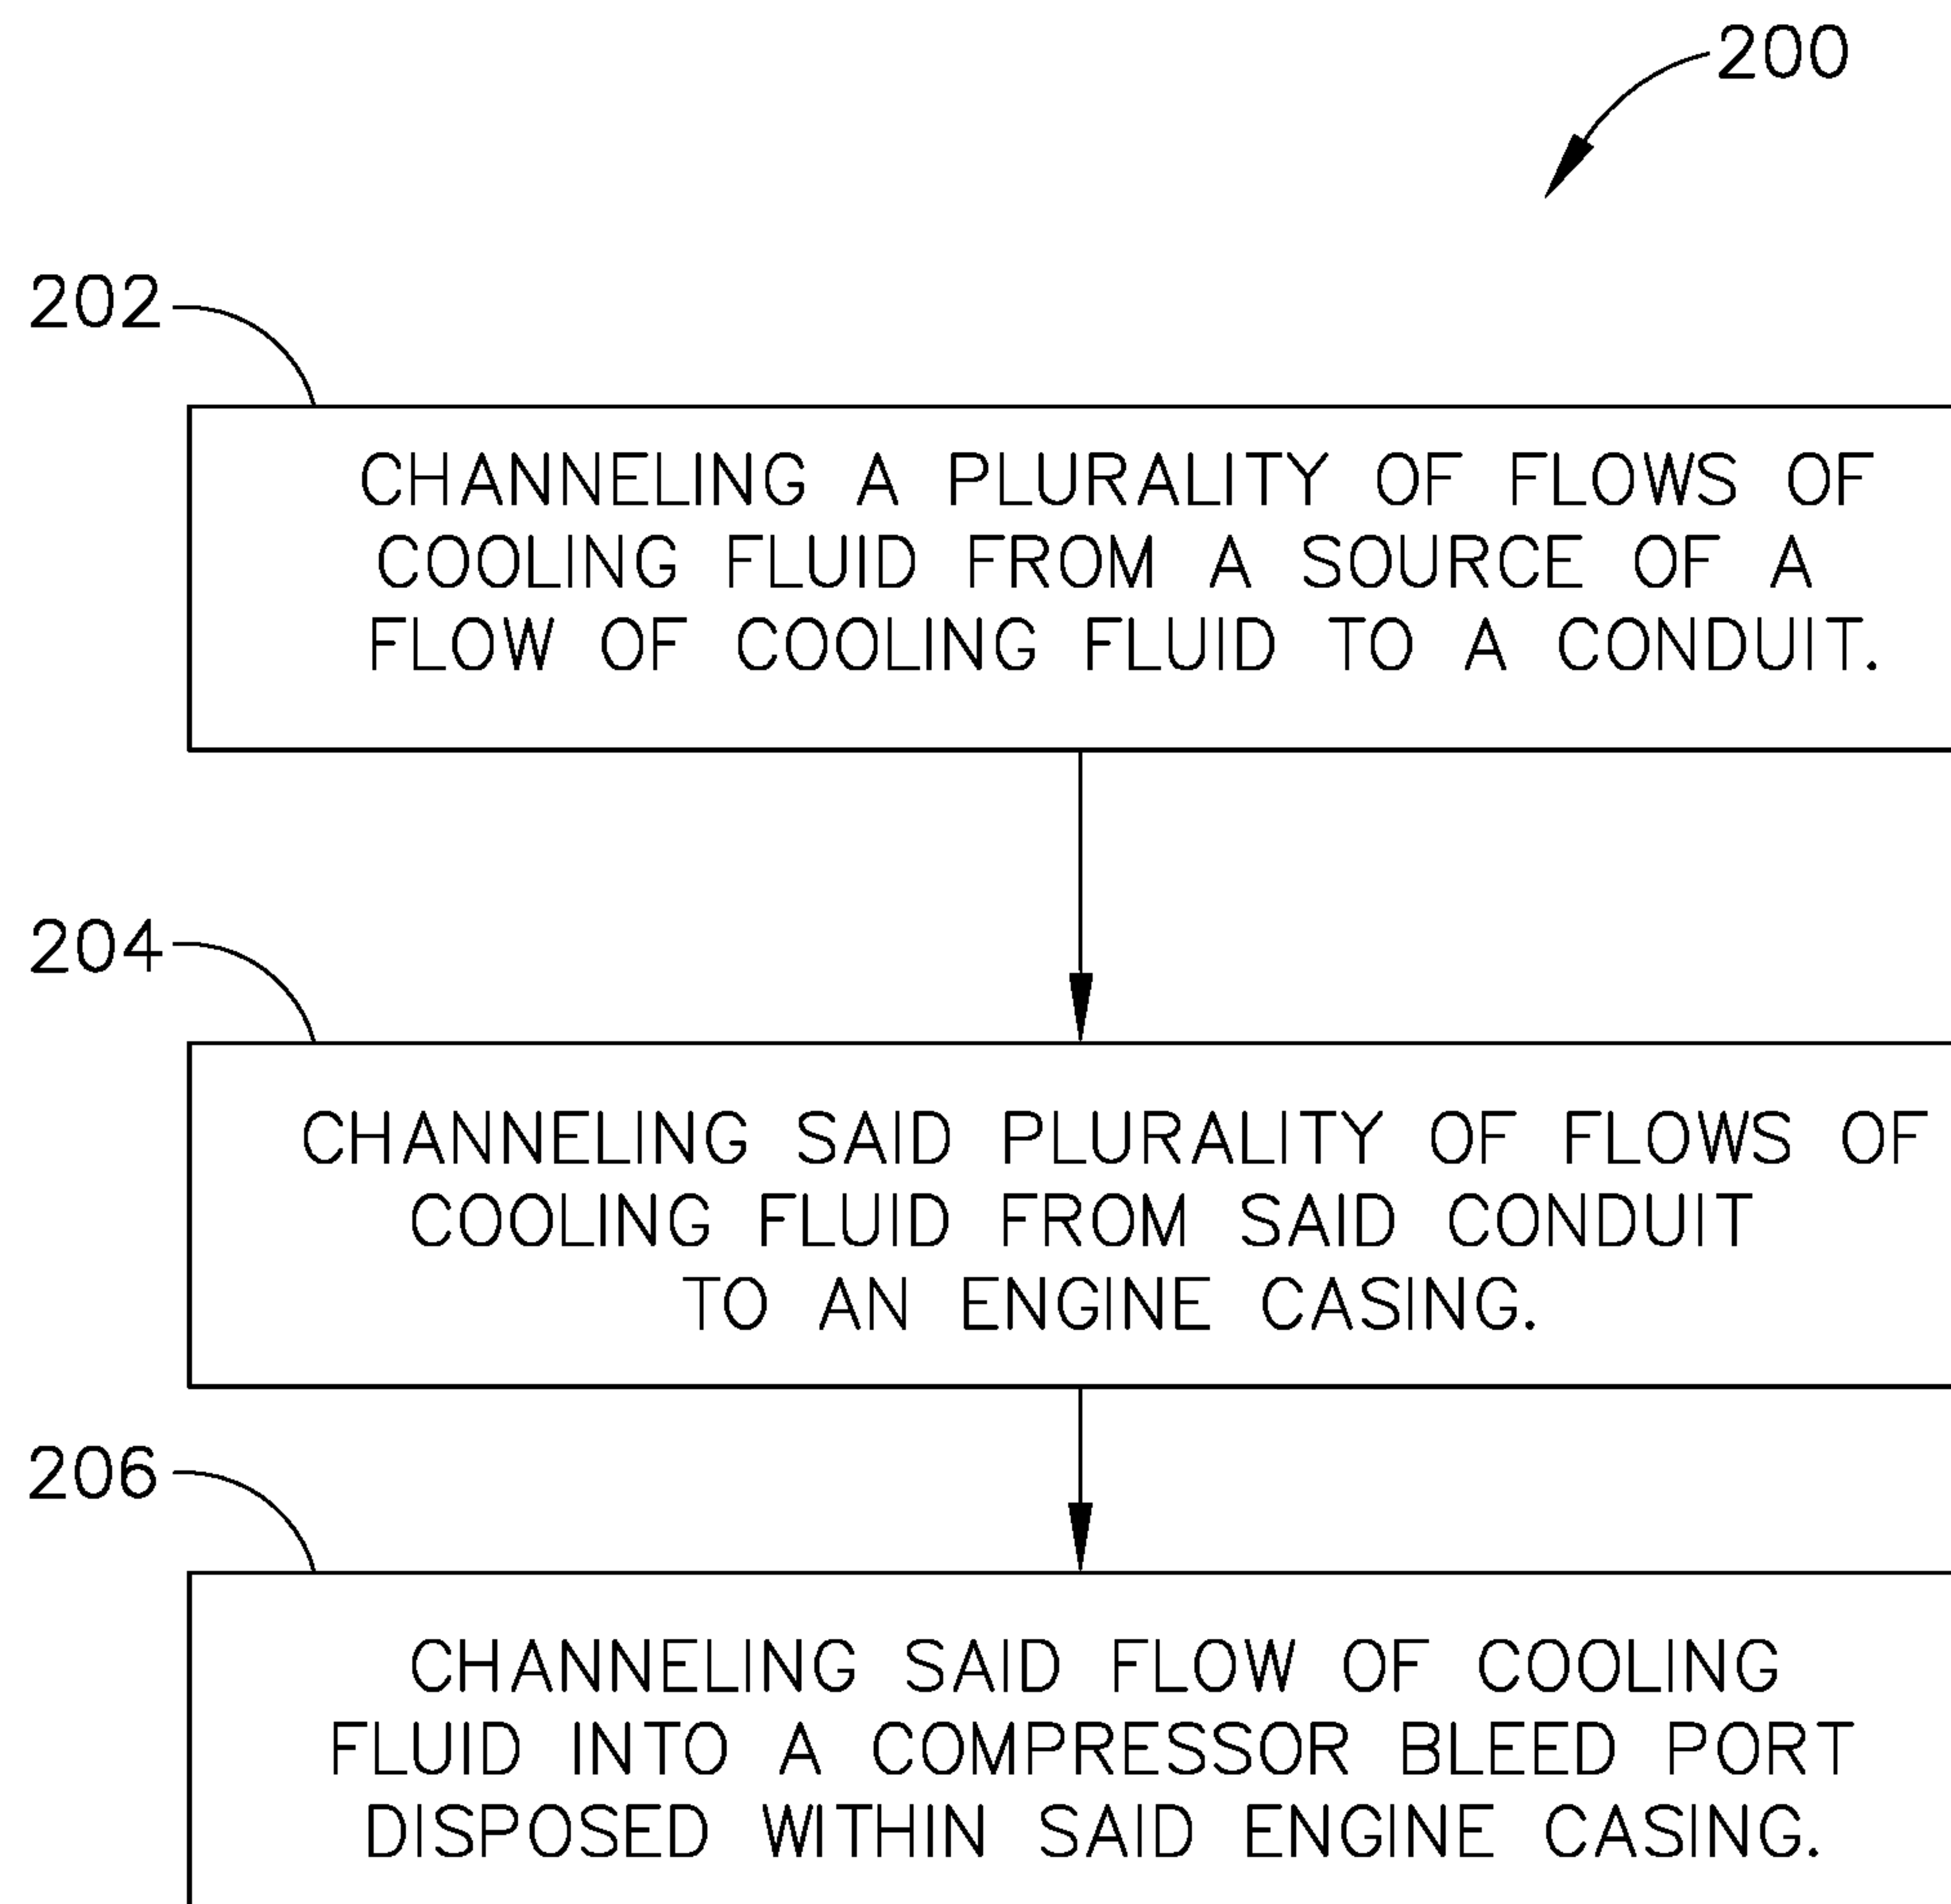 200
202
CHANNELING A PLURALITY OF FLOWS OF
COOLING FLUID FROM A SOURCE OF A
FLOW OF COOLING FLUID TO A CONDUIT.
204
CHANNELING SAID PLURALITY OF FLOWS OF
COOLING FLUID FROM SAID CONDUIT
TO AN ENGINE CASING.
206
CHANNELING SAID FLOW OF COOLING
FLUID INTO A COMPRESSOR BLEED PORT
DISPOSED WITHIN SAID ENGINE CASING.